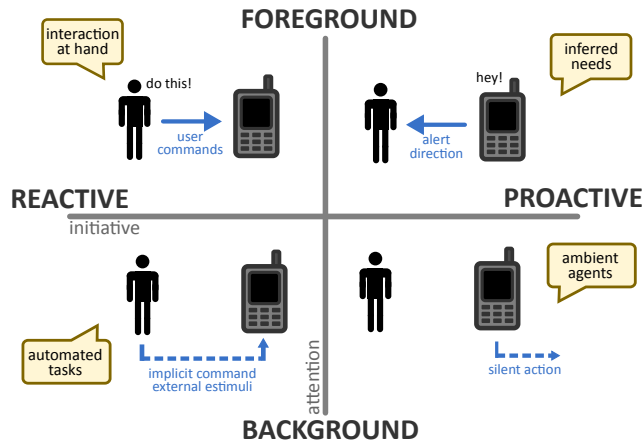 FOREGROUND
interaction
at hand
do this!
user
commands
inferred
needs
hey!
alert
direction
REACTIVE
PROACTIVE
initiative
automated
tasks
implicit command
external estimuli
attention
ambient
agents
silent action
BACKGROUND